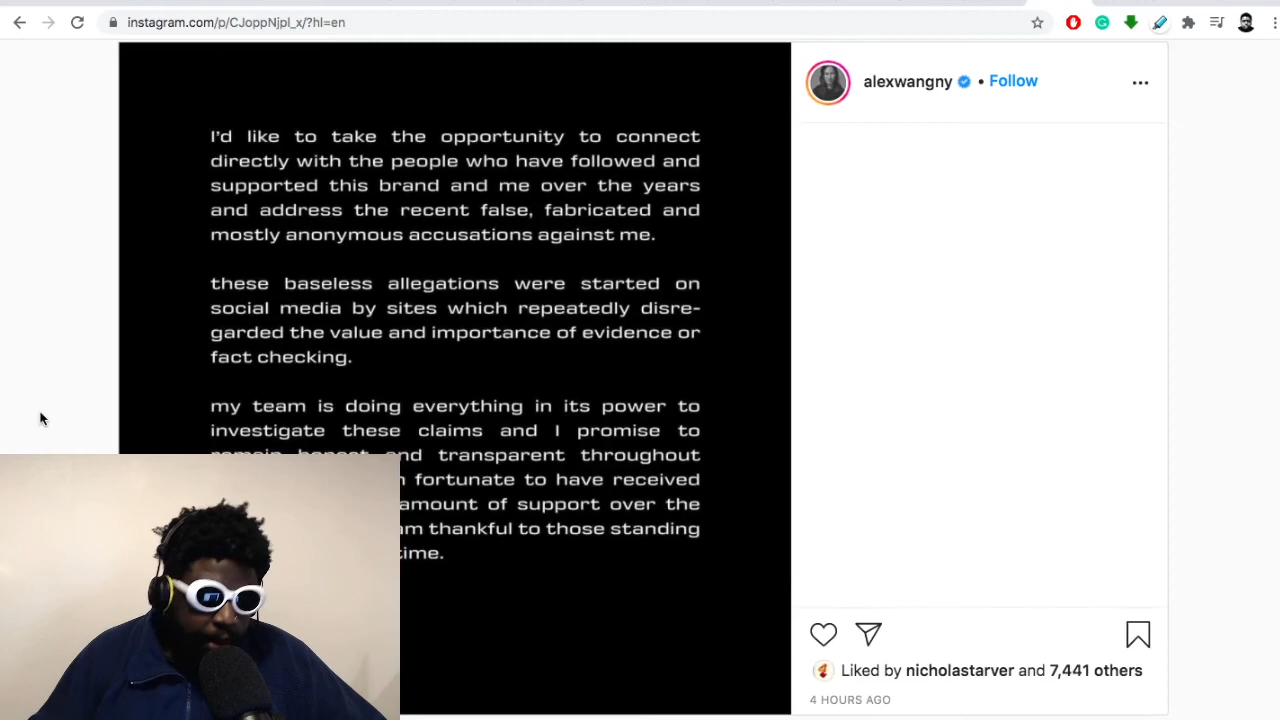 instagram.com/p/CJoppNjpl_x/?hl=en
I'd like to take the opportunity to connect
directly with the people who have followed and
supported this brand and me over the years
and address the recent false, fabricated and
mostly anonymous accusations against me.
these baseless allegations were started on
social media by sites which repeatedly disre-
garded the value and importance of evidence or
fact checking.
my team is doing everything in its power to
investigate these claims and I promise to
remain honest and transparent throughout
fortunate to have received
amount of support over the
am thankful to those standing
time.
alexwangny • Follow
Liked by nicholastarver and 7,441 others
4 HOURS AGO